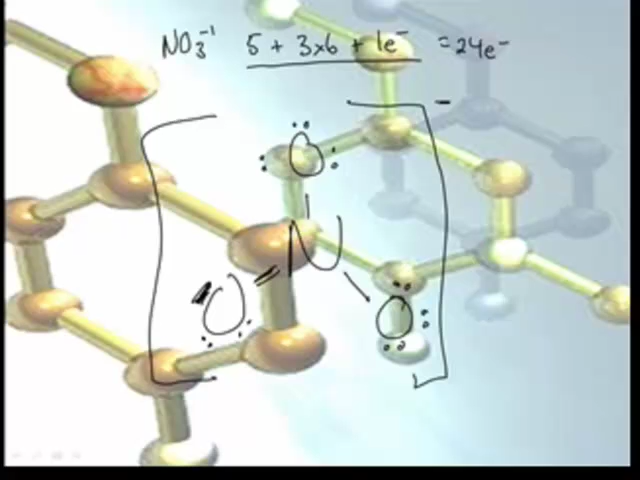 NO₃⁻¹ 5 + 3x6 + 1e⁻ = 24e⁻
−
O
N
O = O